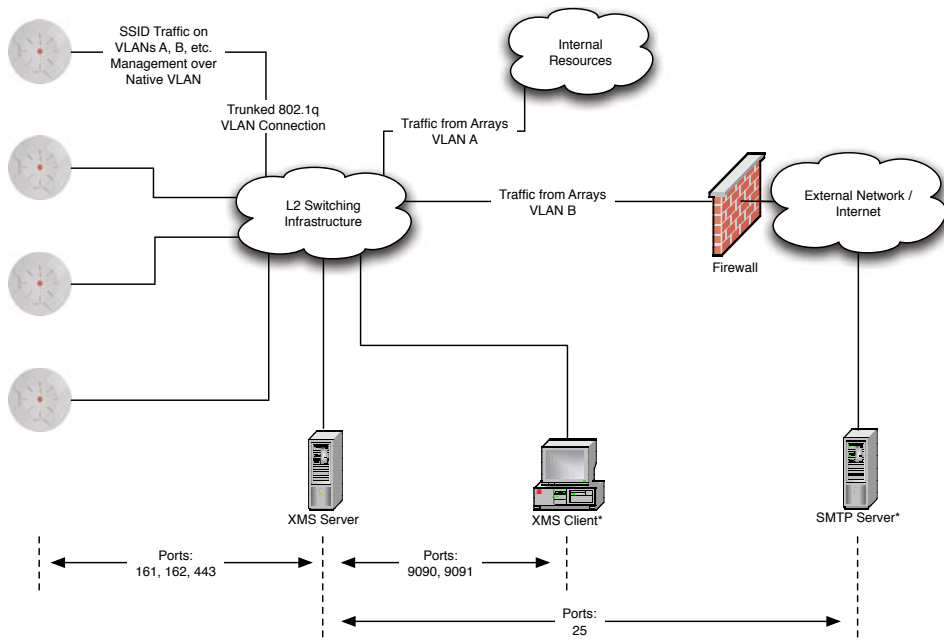 SSID Traffic on
VLANs A, B, etc.
Management over
Native VLAN
Internal
Resources
Trunked 802.1q
VLAN Connection
Traffic from Arrays
VLAN A
L2 Switching
Infrastructure
Traffic from Arrays
VLAN B
External Network /
Internet
Firewall
XMS Server
XMS Client*
SMTP Server*
Ports:
161, 162, 443
Ports:
9090, 9091
Ports:
25